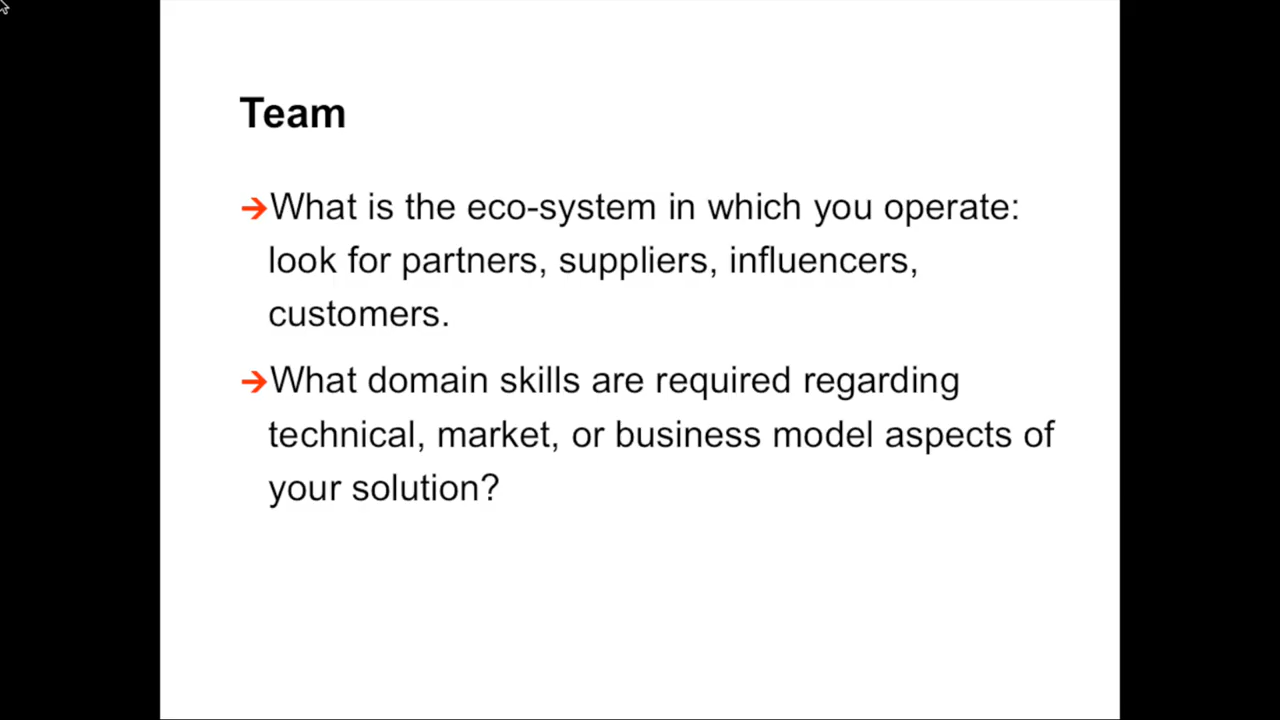 Team
➔What is the eco-system in which you operate:
look for partners, suppliers, influencers,
customers.
➔What domain skills are required regarding
technical, market, or business model aspects of
your solution?